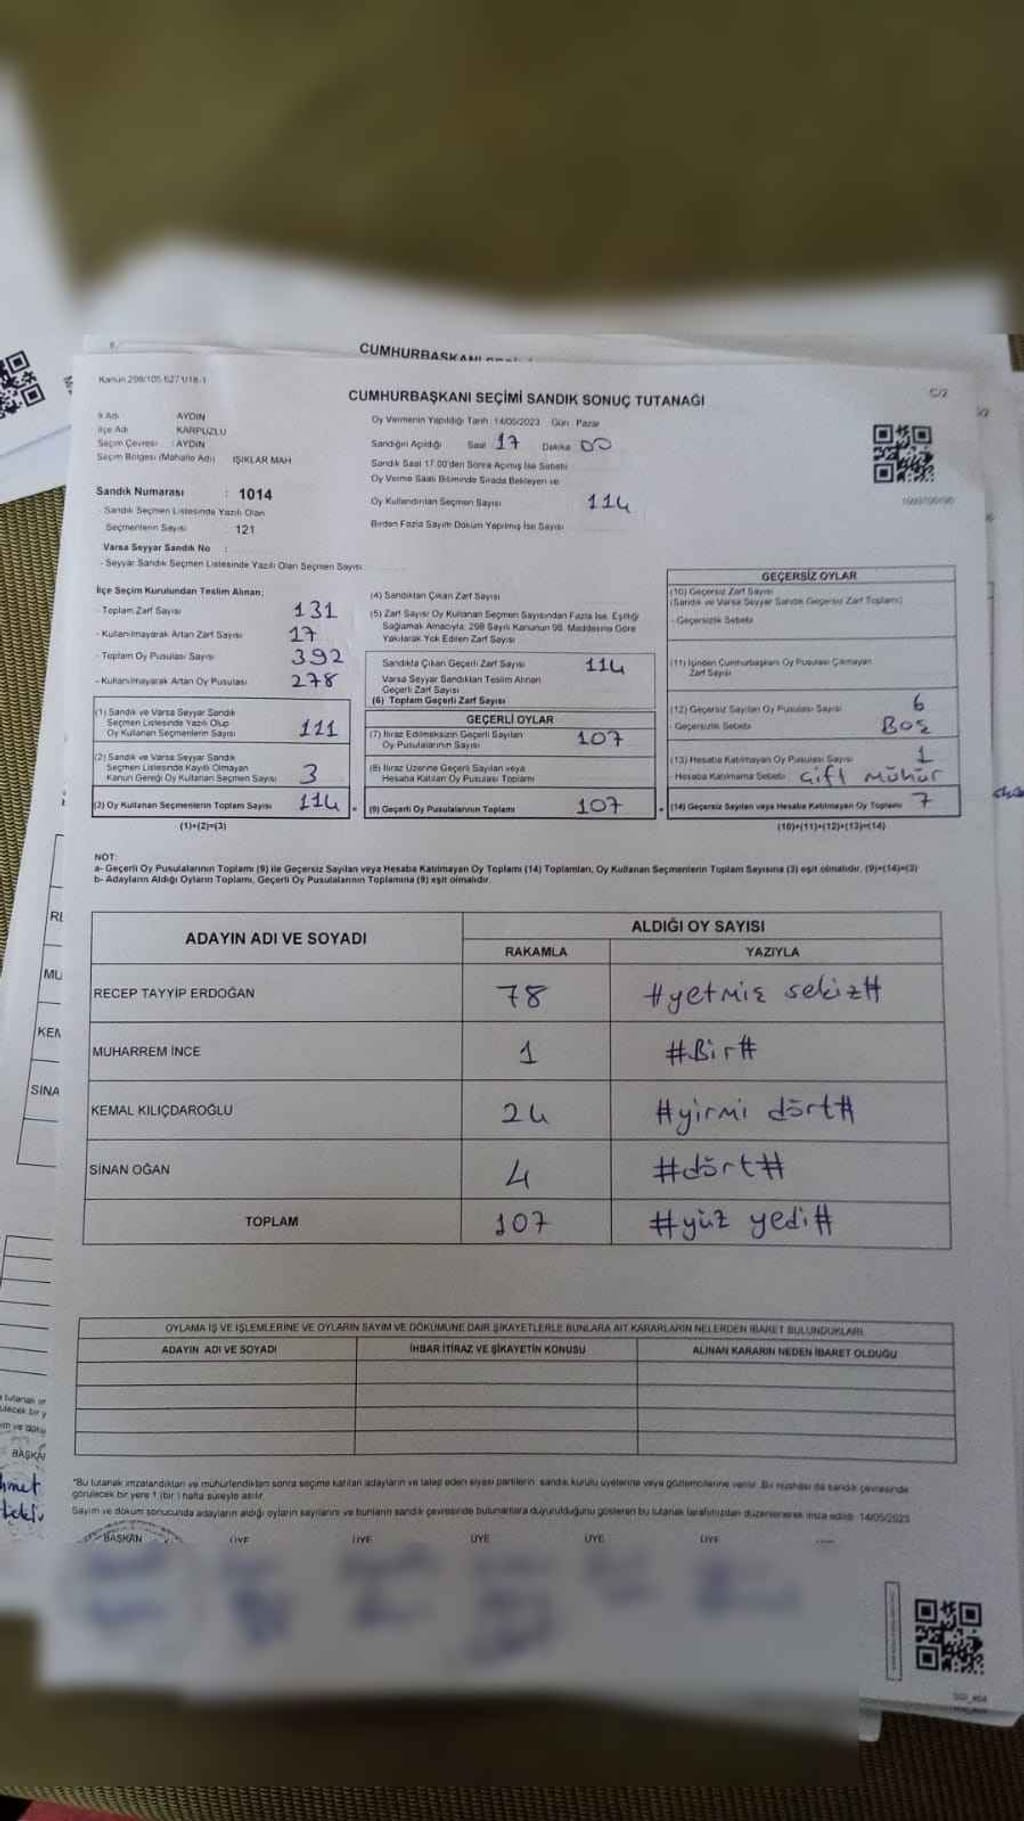 CUMHURBAŞKANI
Kanun 298/105 627 1/18-1
C/2
CUMHURBAŞKANI SEÇİMİ SANDIK SONUÇ TUTANAĞI
İl Adı AYDIN
İlçe Adı KARPUZLU
Seçim Çevresi : AYDIN
Seçim Bölgesi (Mahalle Adı) IŞIKLAR MAH
Sandık Numarası : 1014
- Sandık Seçmen Listesinde Yazılı Olan
Seçmenlerin Sayısı 121
Varsa Seyyar Sandık No :
- Seyyar Sandık Seçmen Listesinde Yazılı Olan Seçmen Sayısı
Oy Vermenin Yapıldığı Tarih: 14/05/2023 Gün: Pazar
Sandığın Açıldığı Saat 17 Dakika 00
Sandık Saat 17.00'den Sonra Açılmış İse Sebebi
Oy Verme Saati Bitiminde Sırada Bekleyen ve
Oy Kullandırılan Seçmen Sayısı 114
Birden Fazla Sayım Döküm Yapılmış İse Sayısı
İlçe Seçim Kurulundan Teslim Alınan;
- Toplam Zarf Sayısı 131
- Kullanılmayarak Artan Zarf Sayısı 17
- Toplam Oy Pusulası Sayısı 392
- Kullanılmayarak Artan Oy Pusulası 278
(1) Sandık ve Varsa Seyyar Sandık
Seçmen Listesinde Yazılı Olup
Oy Kullanan Seçmenlerin Sayısı 111
(2) Sandık ve Varsa Seyyar Sandık
Seçmen Listesinde Kayıtlı Olmayan
Kanun Gereği Oy Kullanan Seçmen Sayısı 3
(3) Oy Kullanan Seçmenlerin Toplam Sayısı 114
(1)+(2)=(3)
(4) Sandıktan Çıkan Zarf Sayısı
(5) Zarf Sayısı Oy Kullanan Seçmen Sayısından Fazla İse, Eşitliği
Sağlamak Amacıyla, 298 Sayılı Kanunun 98. Maddesine Göre
Yakılarak Yok Edilen Zarf Sayısı
Sandıkta Çıkan Geçerli Zarf Sayısı 114
Varsa Seyyar Sandıktan Teslim Alınan
Geçerli Zarf Sayısı
(6) Toplam Geçerli Zarf Sayısı
GEÇERLİ OYLAR
(7) İtiraz Edilmeksizin Geçerli Sayılan
Oy Pusulalarının Sayısı 107
(8) İtiraz Üzerine Geçerli Sayılan veya
Hesaba Katılan Oy Pusulası Toplamı
(9) Geçerli Oy Pusulalarının Toplamı 107
GEÇERSİZ OYLAR
(10) Geçersiz Zarf Sayısı
(Sandık ve Varsa Seyyar Sandık Geçersiz Zarf Toplamı)
- Geçersizlik Sebebi
(11) İçinden Cumhurbaşkanı Oy Pusulası Çıkmayan
Zarf Sayısı
(12) Geçersiz Sayılan Oy Pusulası Sayısı 6
- Geçersizlik Sebebi Boş
(13) Hesaba Katılmayan Oy Pusulası Sayısı 1
- Hesaba Katılmama Sebebi Çift Mühür
(14) Geçersiz Sayılan veya Hesaba Katılmayan Oy Toplamı 7
(10)+(11)+(12)+(13)=(14)
NOT:
a- Geçerli Oy Pusulalarının Toplamı (9) ile Geçersiz Sayılan veya Hesaba Katılmayan Oy Toplamı (14) Toplamları, Oy Kullanan Seçmenlerin Toplam Sayısına (3) eşit olmalıdır. (9)+(14)=(3)
b- Adayların Aldığı Oyların Toplamı, Geçerli Oy Pusulalarının Toplamına (9) eşit olmalıdır.
ADAYIN ADI VE SOYADI
ALDIĞI OY SAYISI
RAKAMLA YAZIYLA
RECEP TAYYİP ERDOĞAN 78 #yetmiş sekiz#
MUHARREM İNCE 1 #Bir#
KEMAL KILIÇDAROĞLU 24 #yirmi dört#
SİNAN OĞAN 4 #dört#
TOPLAM 107 #yüz yedi#
OYLAMA İŞ VE İŞLEMLERİNE VE OYLARIN SAYIM VE DÖKÜMÜNE DAİR ŞİKAYETLERLE BUNLARA AİT KARARLARIN NELERDEN İBARET BULUNDUKLARI
ADAYIN ADI VE SOYADI İHBAR İTİRAZ VE ŞİKAYETİN KONUSU ALINAN KARARIN NEDEN İBARET OLDUĞU
*Bu tutanak imzalandıktan ve mühürlendikten sonra seçime katılan adayların ve talep eden siyasi partilerin sandık kurulu üyelerine veya gözlemcilerine verilir. Bir nüshası da sandık çevresinde
görülecek bir yere 1 (bir) hafta süreyle asılır.
Sayım ve döküm sonucunda adayların aldığı oyların sayılarını ve bunların sandık çevresinde bulunanlara duyurulduğunu gösteren bu tutanak tarafımızdan düzenlenerek imza edildi. 14/05/2023
BAŞKAN ÜYE ÜYE ÜYE ÜYE ÜYE